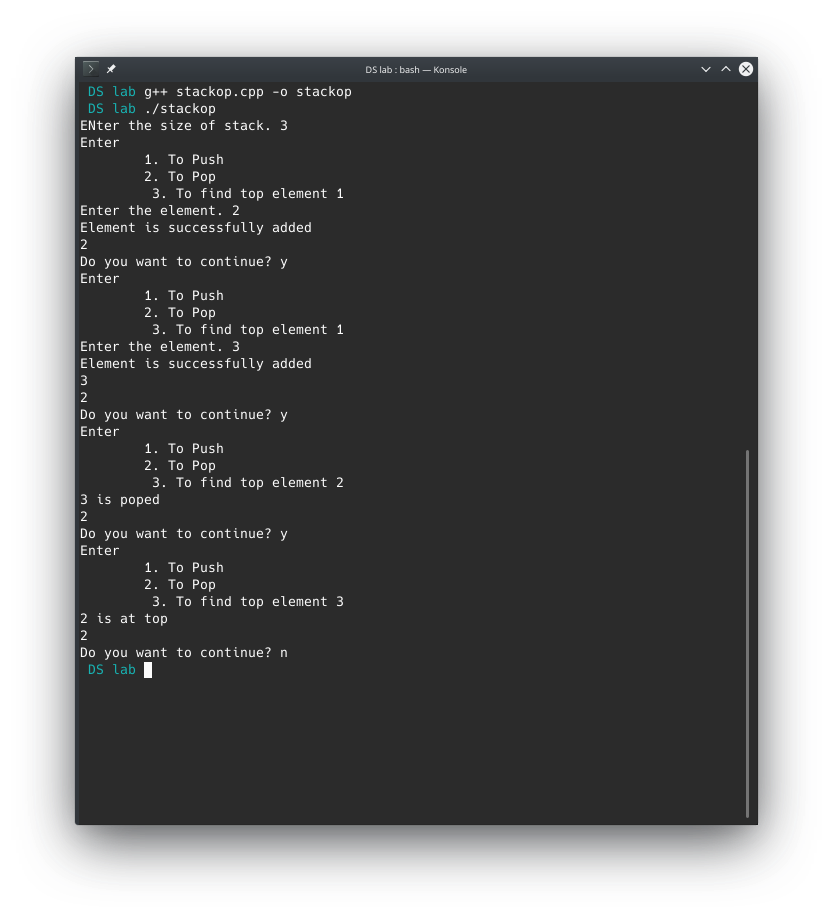 DS lab : bash — Konsole
DS lab g++ stackop.cpp -o stackop
DS lab ./stackop
ENter the size of stack. 3
Enter
1. To Push
2. To Pop
3. To find top element 1
Enter the element. 2
Element is successfully added
2
Do you want to continue? y
Enter
1. To Push
2. To Pop
3. To find top element 1
Enter the element. 3
Element is successfully added
3
2
Do you want to continue? y
Enter
1. To Push
2. To Pop
3. To find top element 2
3 is poped
2
Do you want to continue? y
Enter
1. To Push
2. To Pop
3. To find top element 3
2 is at top
2
Do you want to continue? n
DS lab